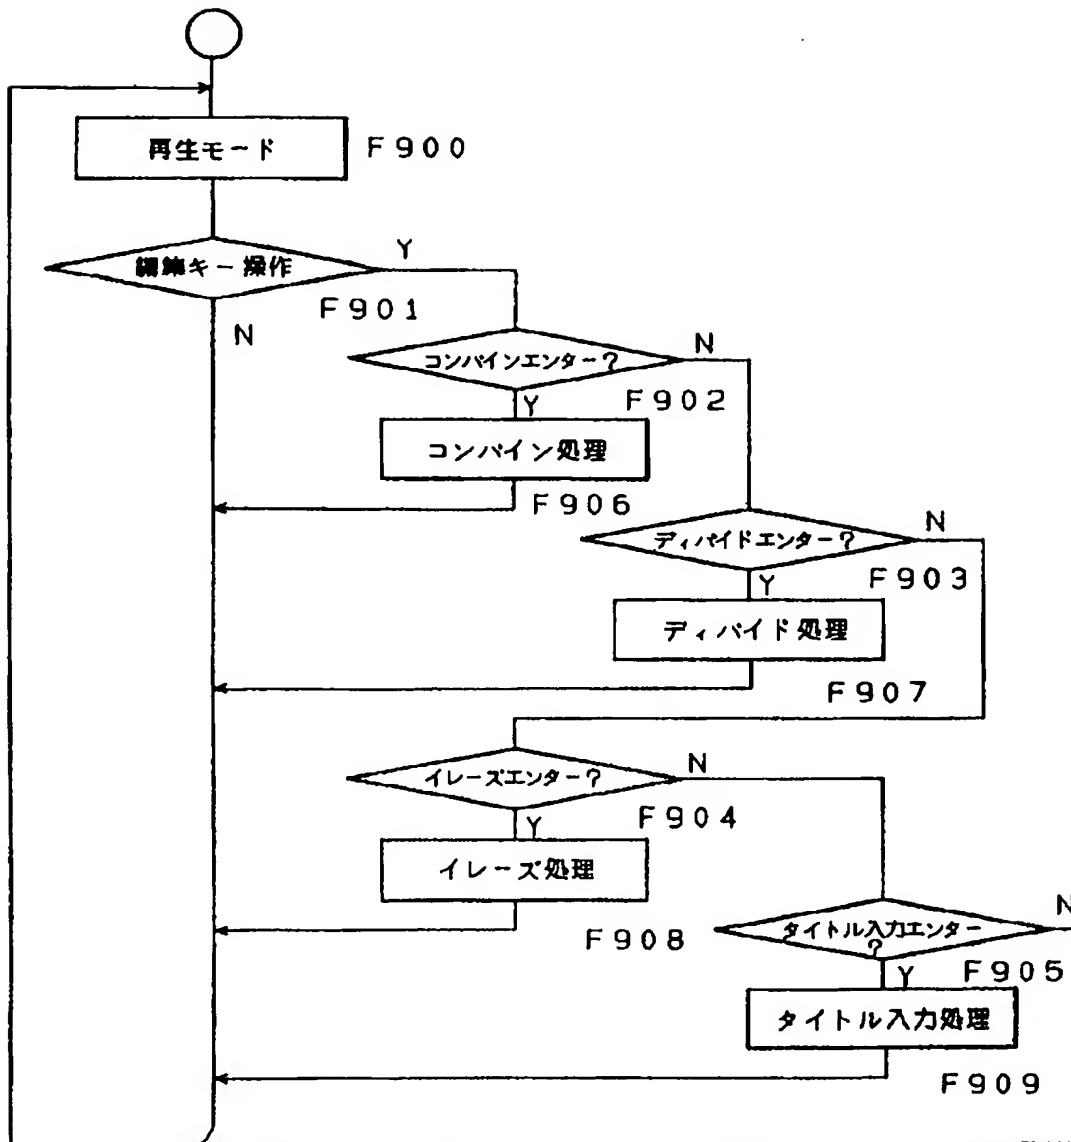 再生モード
F900
編集キー操作
Y
F901
N
コンバインエンター?
N
F902
Y
コンバイン処理
F906
ディバイドエンター?
N
F903
Y
ディバイド処理
F907
イレーズエンター?
N
F904
Y
イレーズ処理
F908
タイトル入力エンター
?
N
F905
Y
タイトル入力処理
F909